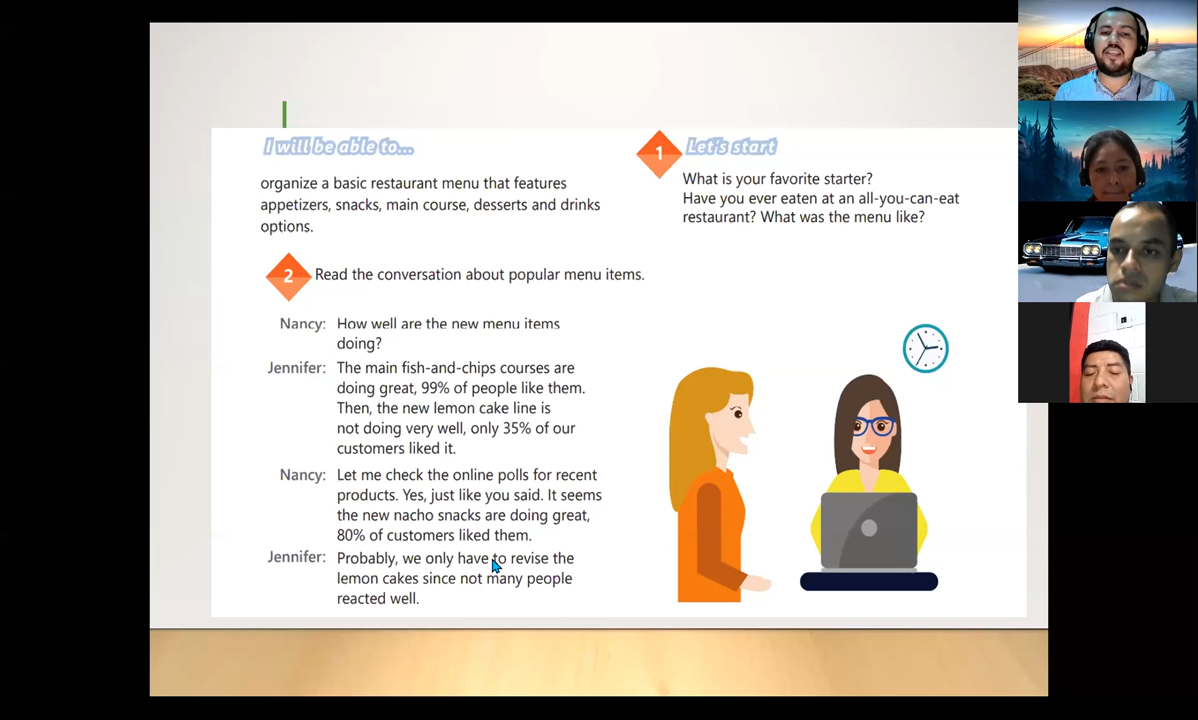 I will be able to...
organize a basic restaurant menu that features
appetizers, snacks, main course, desserts and drinks
options.
1
Let's start
What is your favorite starter?
Have you ever eaten at an all-you-can-eat
restaurant? What was the menu like?
2
Read the conversation about popular menu items.
Nancy: How well are the new menu items
doing?
Jennifer: The main fish-and-chips courses are
doing great, 99% of people like them.
Then, the new lemon cake line is
not doing very well, only 35% of our
customers liked it.
Nancy: Let me check the online polls for recent
products. Yes, just like you said. It seems
the new nacho snacks are doing great,
80% of customers liked them.
Jennifer: Probably, we only have to revise the
lemon cakes since not many people
reacted well.